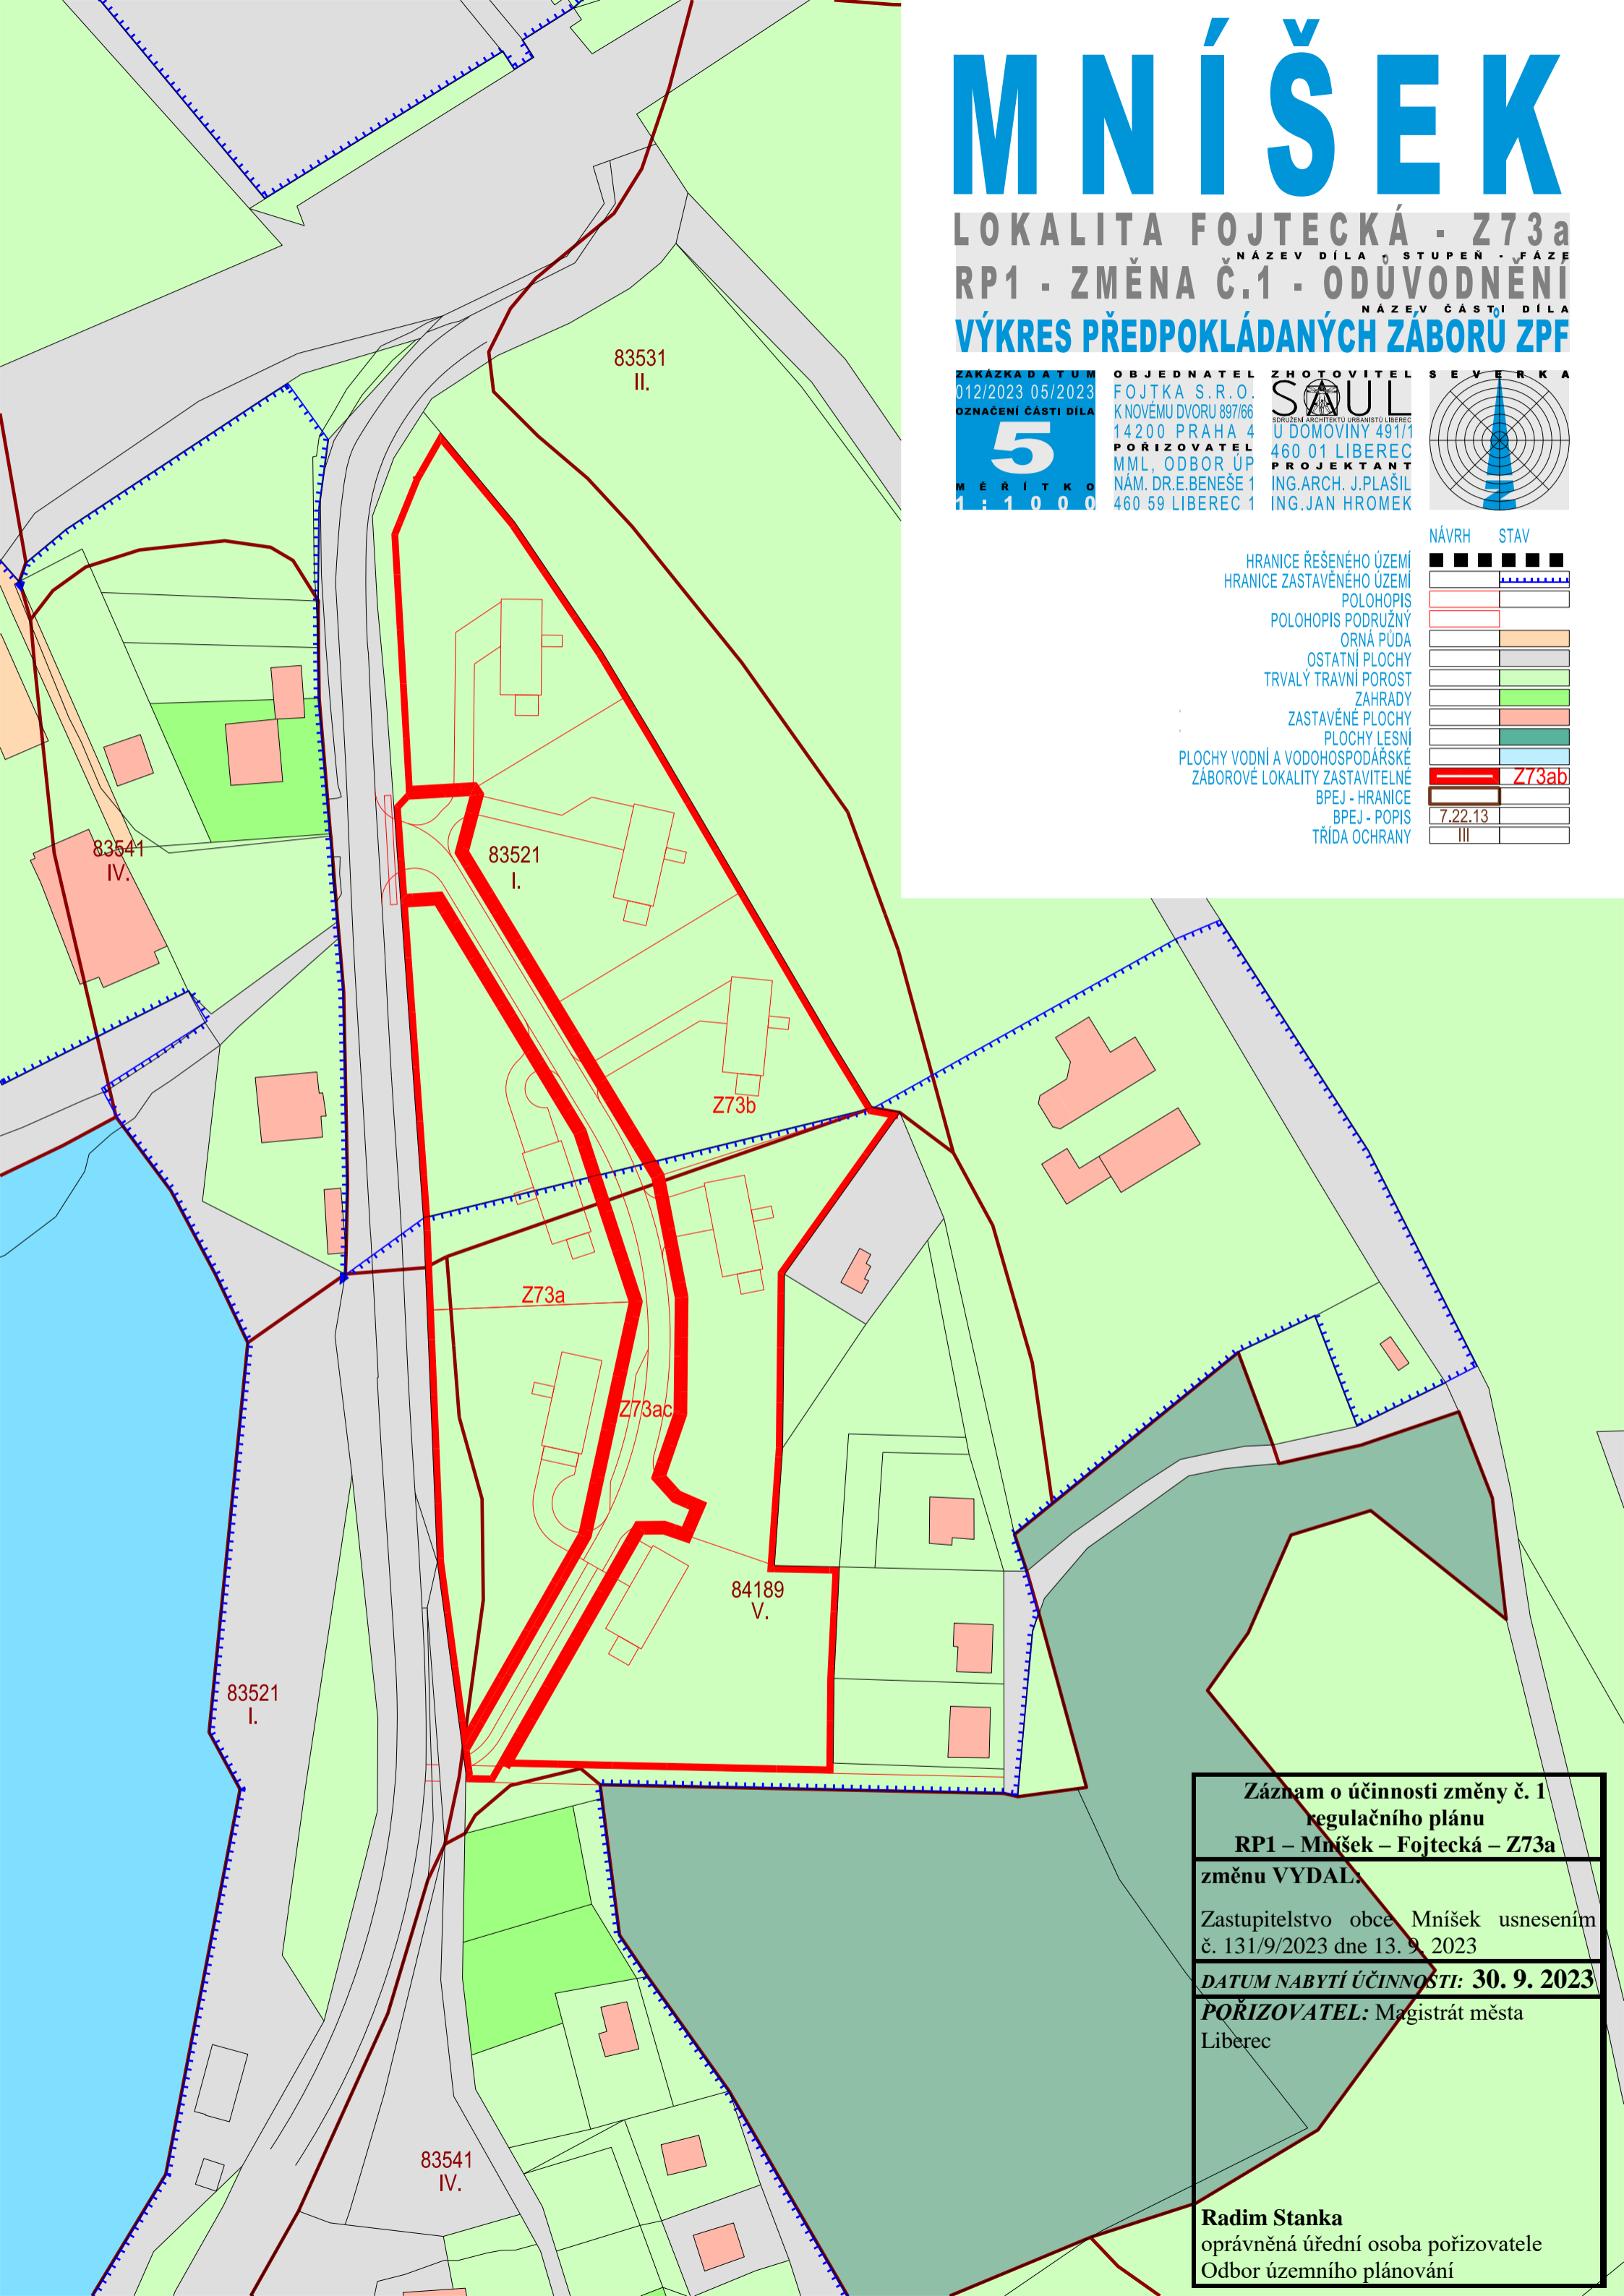 MNÍŠEK
LOKALITA FOJTECKÁ - Z73a
NÁZEV DÍLA - STUPEŇ - FÁZE
RP1 - ZMĚNA Č.1 - ODŮVODNĚNÍ
NÁZEV ČÁSTI DÍLA
VÝKRES PŘEDPOKLÁDANÝCH ZÁBORŮ ZPF
ZAKÁZKA DATUM
012/2023 05/2023
OZNAČENÍ ČÁSTI DÍLA
5
MĚŘÍTKO
1:1000
OBJEDNATEL
FOJTKA S.R.O.
K NOVÉMU DVORU 897/66
14200 PRAHA 4
POŘIZOVATEL
MML, ODBOR ÚP
NÁM. DR.E.BENEŠE 1
460 59 LIBEREC 1
ZHOTOVITEL
SAUL
SDRUŽENÍ ARCHITEKTŮ URBANISTŮ LIBEREC
U DOMOVINY 491/1
460 01 LIBEREC
PROJEKTANT
ING.ARCH. J.PLAŠIL
ING.JAN HROMEK
SEVERKA
NÁVRH STAV
HRANICE ŘEŠENÉHO ÚZEMÍ
HRANICE ZASTAVĚNÉHO ÚZEMÍ
POLOHOPIS
POLOHOPIS PODRUŽNÝ
ORNÁ PŮDA
OSTATNÍ PLOCHY
TRVALÝ TRAVNÍ POROST
ZAHRADY
ZASTAVĚNÉ PLOCHY
PLOCHY LESNÍ
PLOCHY VODNÍ A VODOHOSPODÁŘSKÉ
ZÁBOROVÉ LOKALITY ZASTAVITELNÉ Z73ab
BPEJ - HRANICE
BPEJ - POPIS 7.22.13
TŘÍDA OCHRANY III
83531
II.
83541
IV.
83521
I.
Z73b
Z73a
Z73ac
84189
V.
83521
I.
83541
IV.
Záznam o účinnosti změny č. 1
regulačního plánu
RP1 – Mníšek – Fojtecká – Z73a
změnu VYDAL:
Zastupitelstvo obce Mníšek usnesením
č. 131/9/2023 dne 13. 9. 2023
DATUM NABYTÍ ÚČINNOSTI: 30. 9. 2023
POŘIZOVATEL: Magistrát města
Liberec
Radim Stanka
oprávněná úřední osoba pořizovatele
Odbor územního plánování